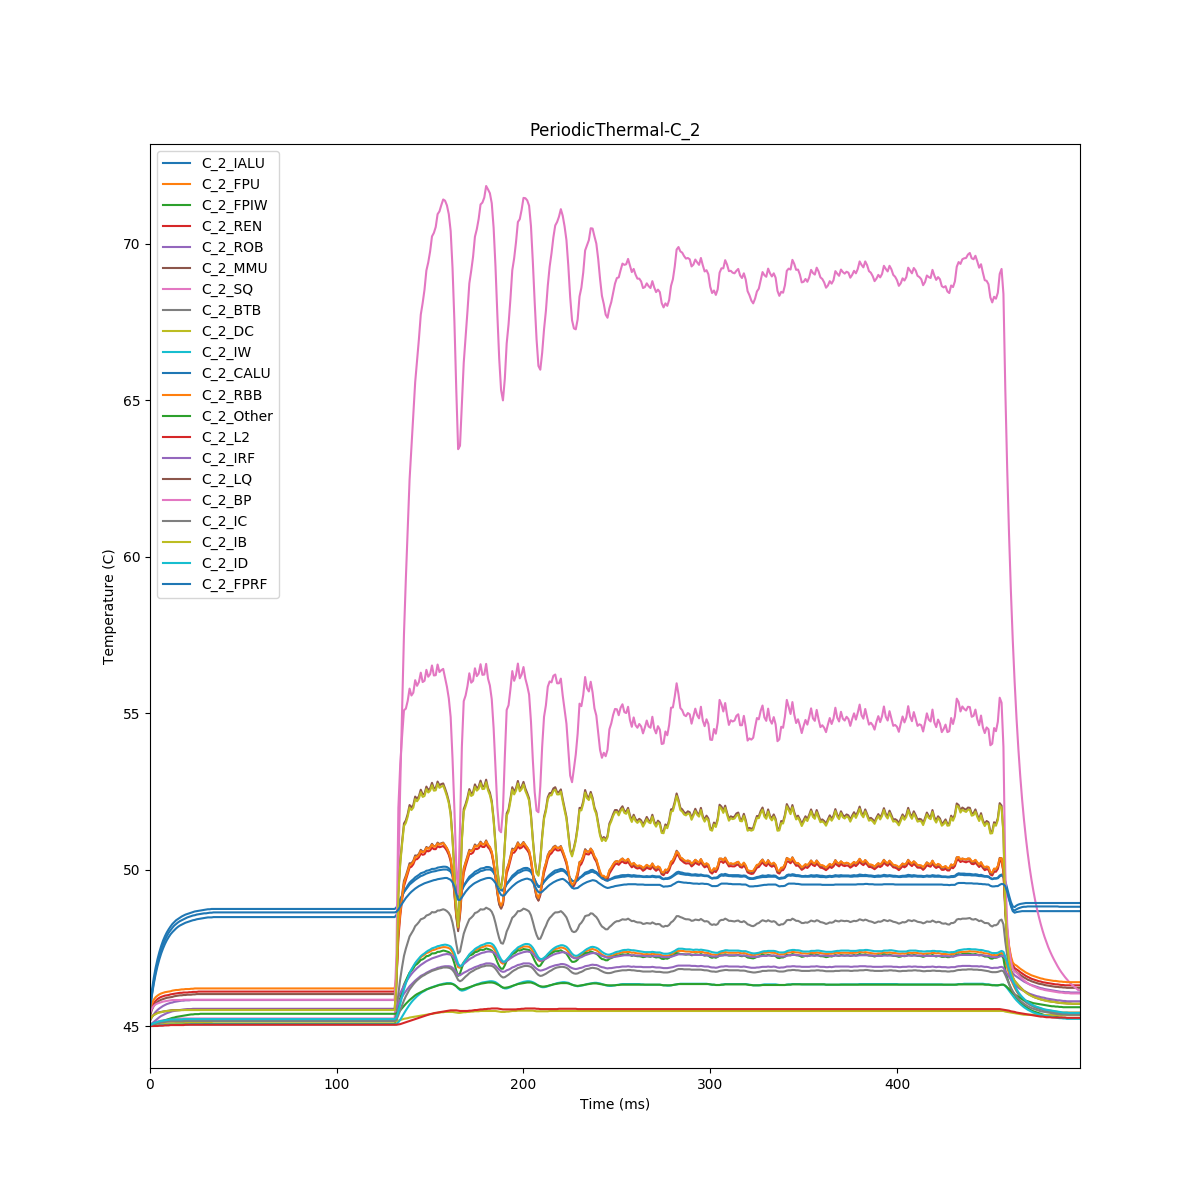 PeriodicThermal-C_2
C_2_IALU
C_2_FPU
C_2_FPIW
C_2_REN
C_2_ROB
C_2_MMU
C_2_SQ
C_2_BTB
C_2_DC
C_2_IW
C_2_CALU
C_2_RBB
C_2_Other
C_2_L2
C_2_IRF
C_2_LQ
C_2_BP
C_2_IC
C_2_IB
C_2_ID
C_2_FPRF
70
65
60
55
50
45
Temperature (C)
0 100 200 300 400
Time (ms)